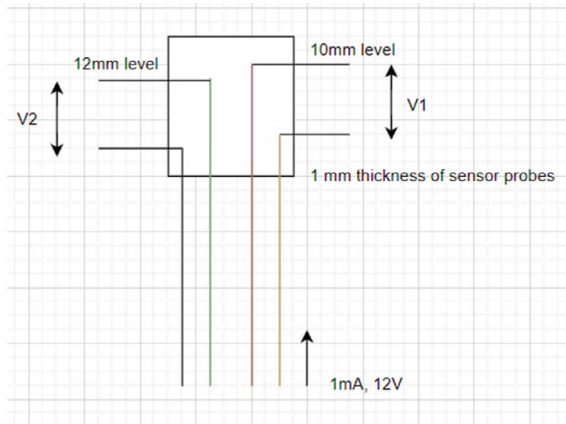 10mm level
12mm level
V1
V2
1 mm thickness of sensor probes
1mA, 12V